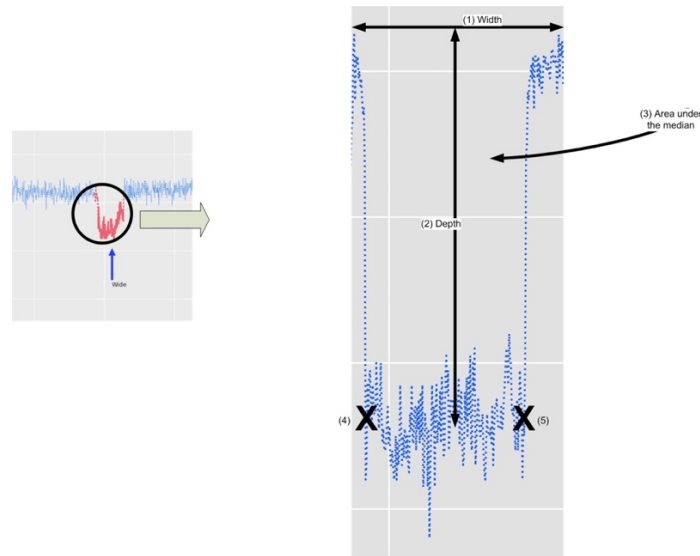 (1) Width
(3) Area under
the median
(2) Depth
Wide
(4) X
X (5)